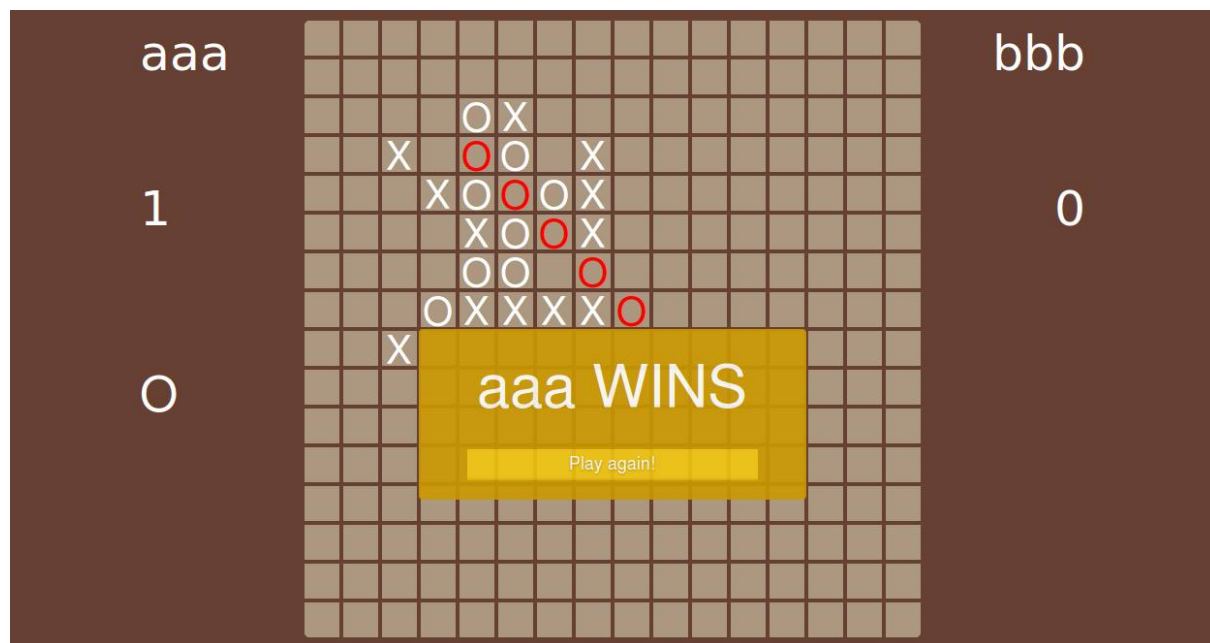 aaa
bbb
O X
X O O X
1
X O O O X
0
X O O X
O O O
O X X X X O
X
aaa WINS
O
Play again!